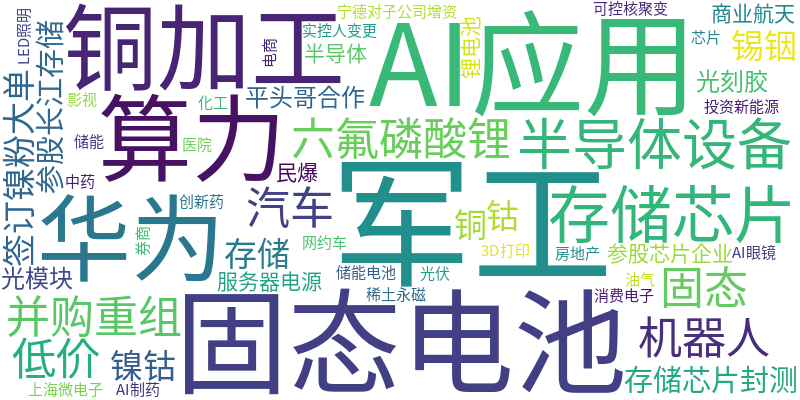 宁德对子公司增资
可控核聚变
商业航天
LED照明
铜加工
实控人变更
AI应用
芯片
锡铟
电商
半导体
锂电池
签订镍粉大单
参股长江存储
影视
化工
平头哥合作
光刻胶
投资新能源
算力
储能
医院
六氟磷酸锂
半导体设备
中药
民爆
军工
华为
创新药
汽车
铜
钴
存储芯片
券商
存储
网约车
3D打印
房地产
参股芯片企业
AI眼镜
光模块
服务器电源
储能电池
光伏
油气
固态
稀土永磁
消费电子
并购重组
固态电池
机器人
低价
镍钴
存储芯片封测
上海微电子
AI制药